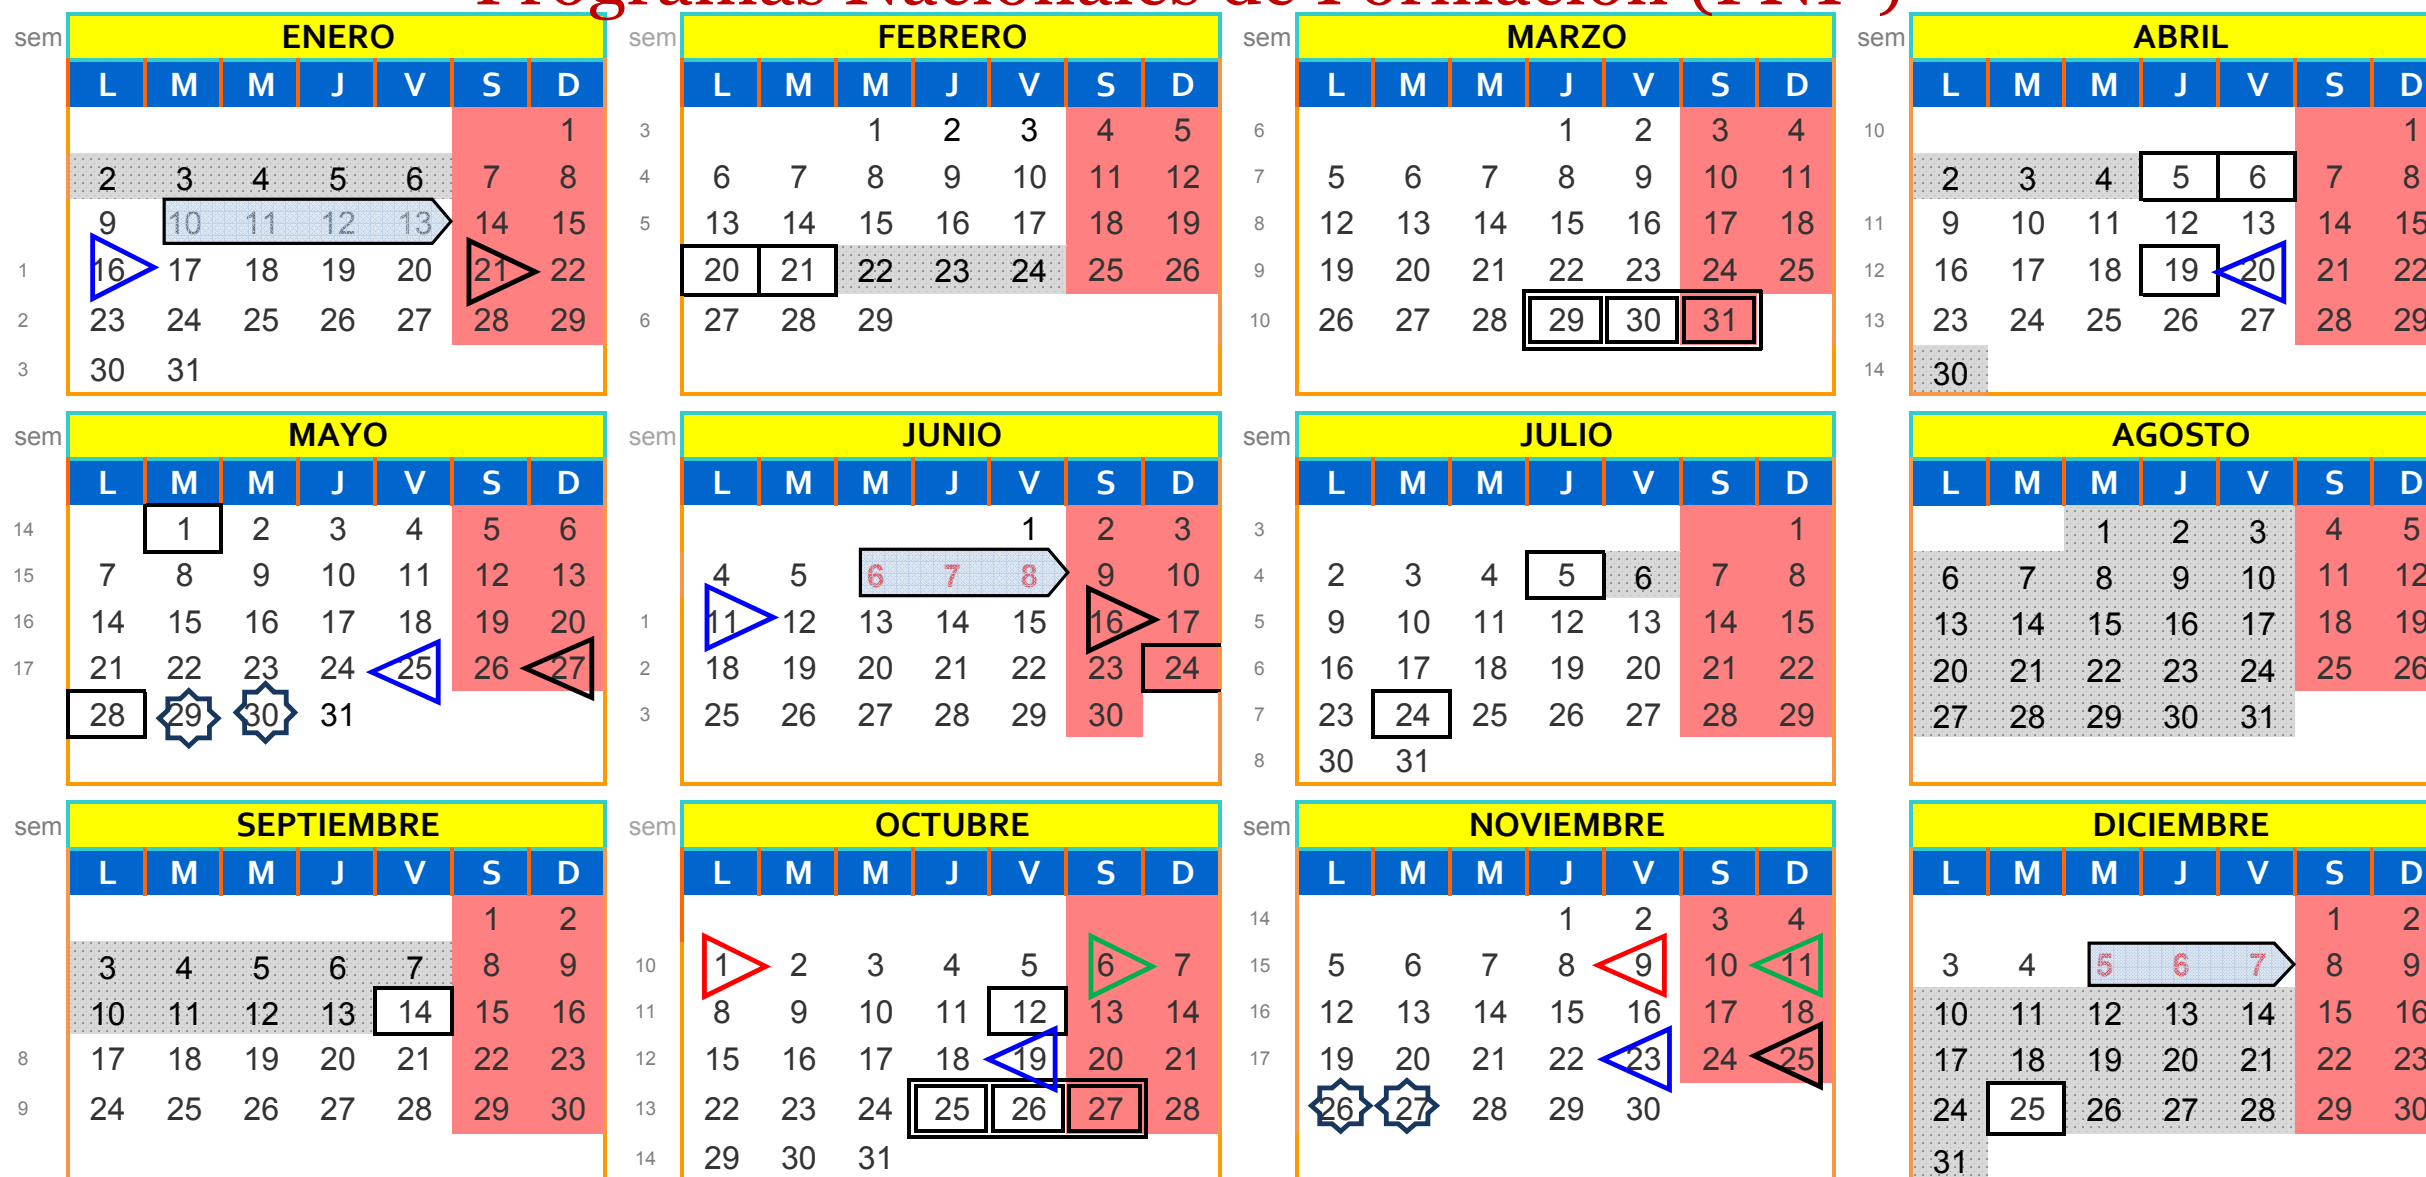 Programas Nacionales de Formación (PNF)
sem ENERO sem FEBRERO sem MARZO sem ABRIL
L M M J V S D L M M J V S D L M M J V S D L M M J V S D
1 3 1 2 3 4 5 6 1 2 3 4 10 1
2 3 4 5 6 7 8 4 6 7 8 9 10 11 12 7 5 6 7 8 9 10 11 2 3 4 5 6 7 8
9 10 11 12 13 14 15 5 13 14 15 16 17 18 19 8 12 13 14 15 16 17 18 11 9 10 11 12 13 14 15
1 16 17 18 19 20 21 22 20 21 22 23 24 25 26 9 19 20 21 22 23 24 25 12 16 17 18 19 20 21 22
2 23 24 25 26 27 28 29 6 27 28 29 10 26 27 28 29 30 31 13 23 24 25 26 27 28 29
3 30 31 14 30
sem MAYO sem JUNIO sem JULIO AGOSTO
L M M J V S D L M M J V S D L M M J V S D L M M J V S D
14 1 2 3 4 5 6 1 2 3 3 1 1 2 3 4 5
15 7 8 9 10 11 12 13 4 5 6 7 8 9 10 4 2 3 4 5 6 7 8 6 7 8 9 10 11 12
16 14 15 16 17 18 19 20 1 11 12 13 14 15 16 17 5 9 10 11 12 13 14 15 13 14 15 16 17 18 19
17 21 22 23 24 25 26 27 2 18 19 20 21 22 23 24 6 16 17 18 19 20 21 22 20 21 22 23 24 25 26
28 29 30 31 3 25 26 27 28 29 30 7 23 24 25 26 27 28 29 27 28 29 30 31
8 30 31
sem SEPTIEMBRE sem OCTUBRE sem NOVIEMBRE DICIEMBRE
L M M J V S D L M M J V S D L M M J V S D L M M J V S D
1 2 14 1 2 3 4 1 2
3 4 5 6 7 8 9 10 1 2 3 4 5 6 7 15 5 6 7 8 9 10 11 3 4 5 6 7 8 9
10 11 12 13 14 15 16 11 8 9 10 11 12 13 14 16 12 13 14 15 16 17 18 10 11 12 13 14 15 16
8 17 18 19 20 21 22 23 12 15 16 17 18 19 20 21 17 19 20 21 22 23 24 25 17 18 19 20 21 22 23
9 24 25 26 27 28 29 30 13 22 23 24 25 26 27 28 26 27 28 29 30 24 25 26 27 28 29 30
14 29 30 31 31